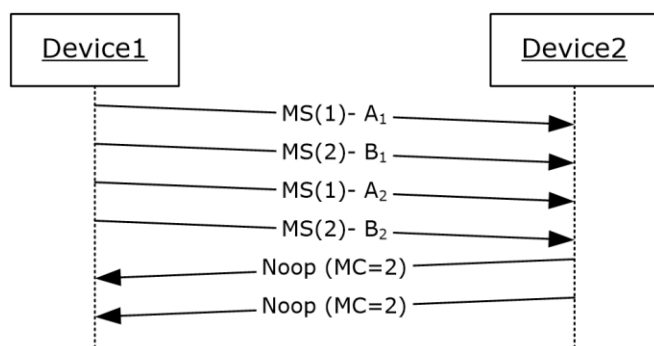 Device1 Device2
MS(1)- A₁
MS(2)- B₁
MS(1)- A₂
MS(2)- B₂
Noop (MC=2)
Noop (MC=2)